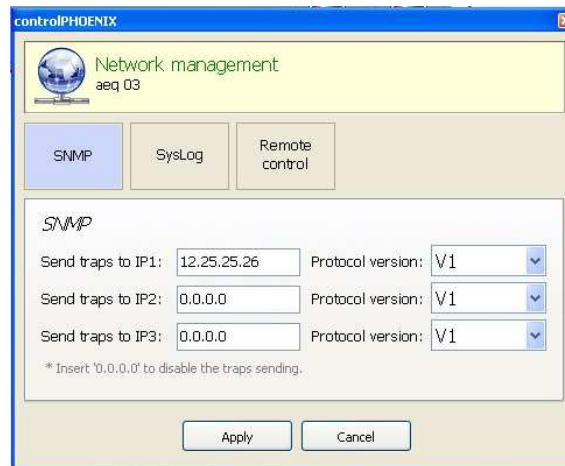 controlPHOENIX
Network management
aeq 03
SNMP
SysLog
Remote
control
SNMP
Send traps to IP1: 12.25.25.26 Protocol version: V1
Send traps to IP2: 0.0.0.0 Protocol version: V1
Send traps to IP3: 0.0.0.0 Protocol version: V1
* Insert '0.0.0.0' to disable the traps sending.
Apply Cancel